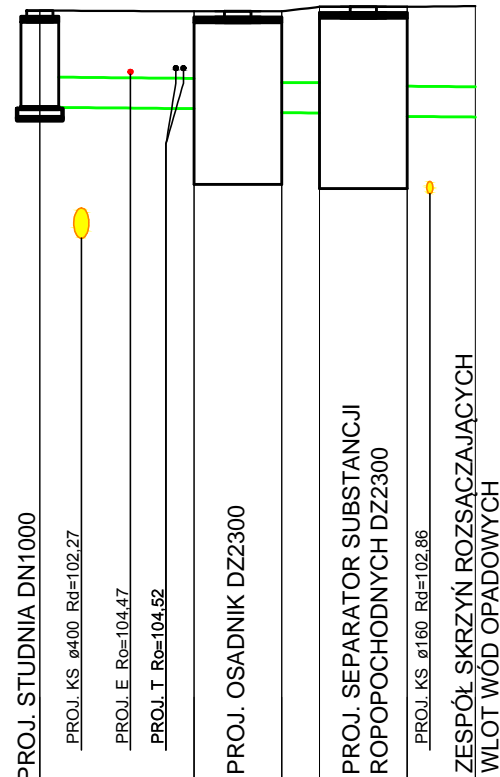 PROJ. STUDNIA DN1000
PROJ. KS ø400 Rd=102,27
PROJ. E Ro=104,47
PROJ. T Ro=104,52
PROJ. OSADNIK DZ2300
PROJ. SEPARATOR SUBSTANCJI
ROPOPOCHODNYCH DZ2300
PROJ. KS ø160 Rd=102,86
ZESPÓŁ SKRZYŃ ROZSĄCZAJĄCYCH
WLOT WÓD OPADOWYCH